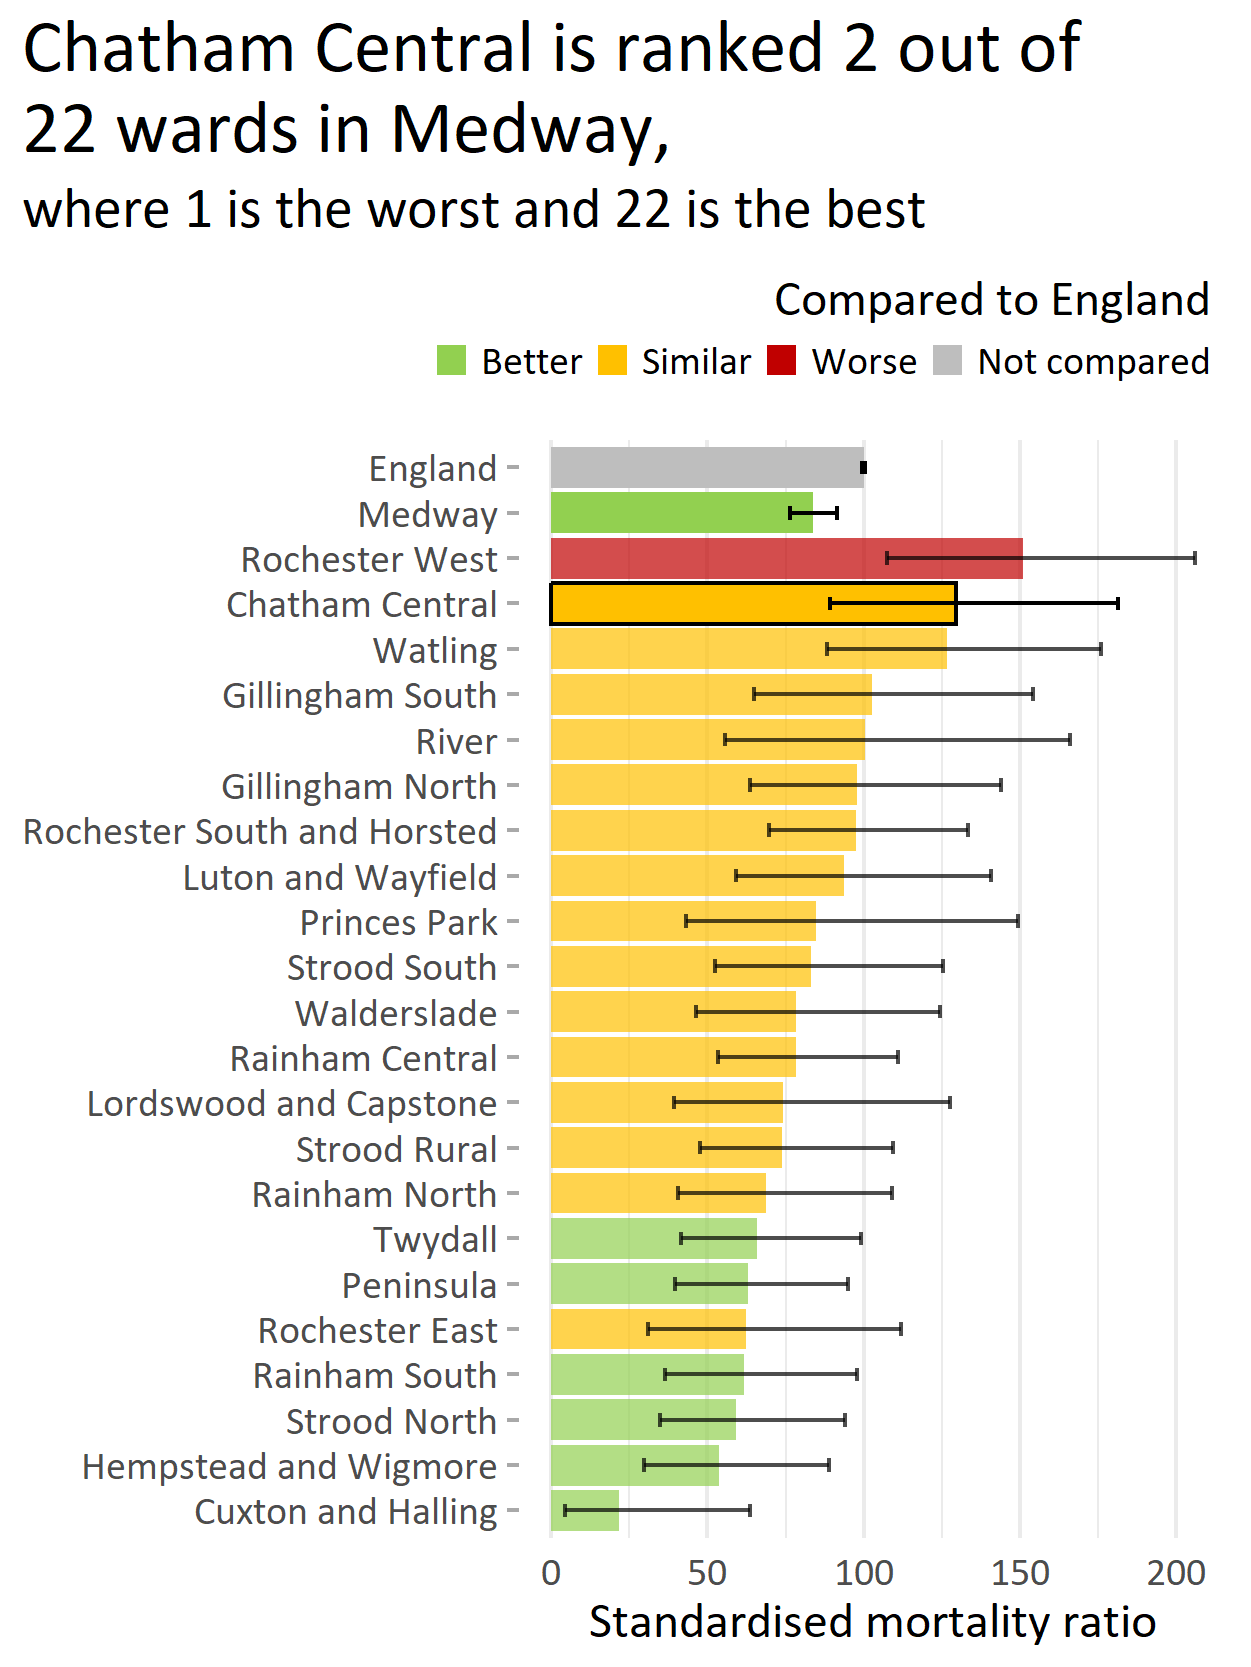 Chatham Central is ranked 2 out of
22 wards in Medway,
where 1 is the worst and 22 is the best
Compared to England
Better Similar Worse Not compared
England
Medway
Rochester West
Chatham Central
Watling
Gillingham South
River
Gillingham North
Rochester South and Horsted
Luton and Wayfield
Princes Park
Strood South
Walderslade
Rainham Central
Lordswood and Capstone
Strood Rural
Rainham North
Twydall
Peninsula
Rochester East
Rainham South
Strood North
Hempstead and Wigmore
Cuxton and Halling
0 50 100 150 200
Standardised mortality ratio